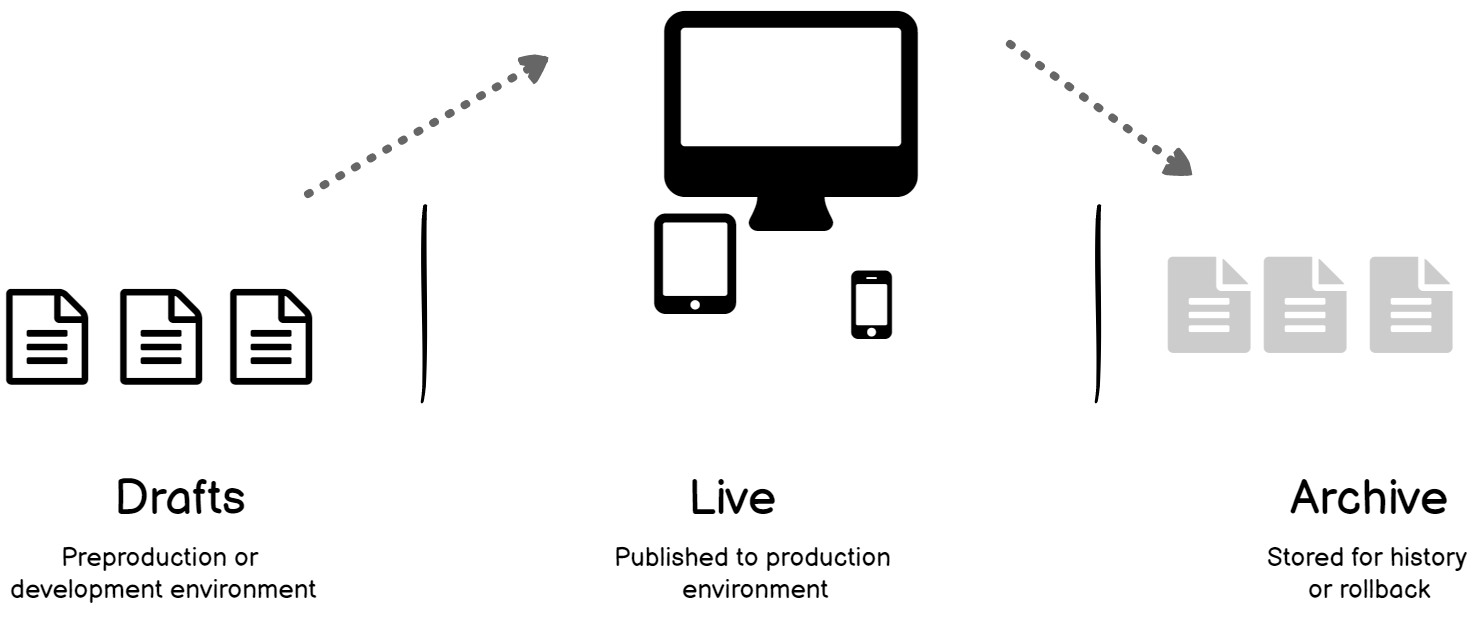 Drafts
Preproduction or
development environment
Live
Published to production
environment
Archive
Stored for history
or rollback